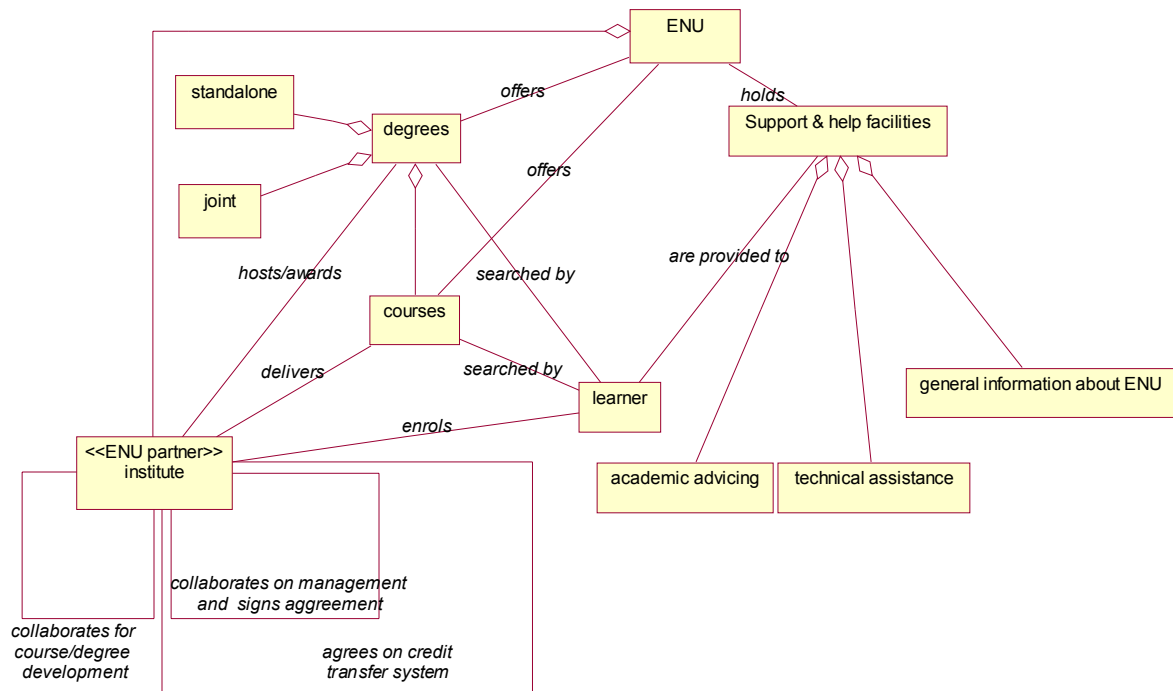 ENU
standalone
offers
holds
degrees
Support & help facilities
offers
joint
hosts/awards
searched by
are provided to
courses
delivers
searched by
general information about ENU
learner
enrols
<<ENU partner>>
institute
academic advicing
technical assistance
collaborates on management
and signs aggreement
collaborates for
course/degree
development
agrees on credit
transfer system